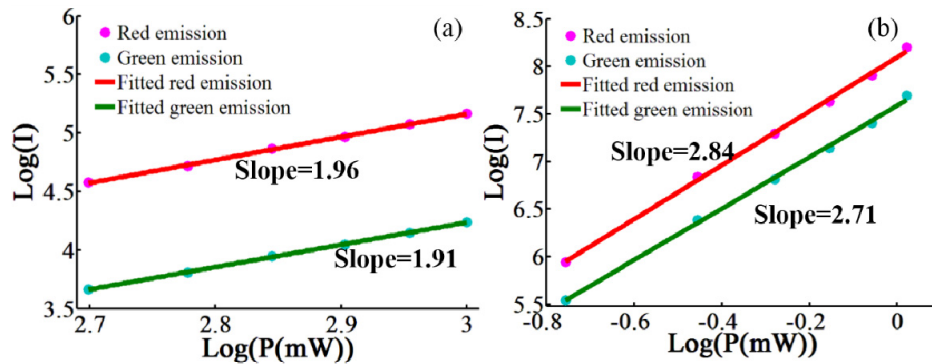 (a)
Red emission
Green emission
Fitted red emission
Fitted green emission
Slope=1.96
Slope=1.91
Log(I)
6
5.5
5
4.5
4
3.5
2.7
2.8
2.9
3
Log(P(mW))
(b)
Red emission
Green emission
Fitted red emission
Fitted green emission
Slope=2.84
Slope=2.71
Log(I)
8.5
8
7.5
7
6.5
6
5.5
-0.8
-0.6
-0.4
-0.2
0
Log(P(mW))